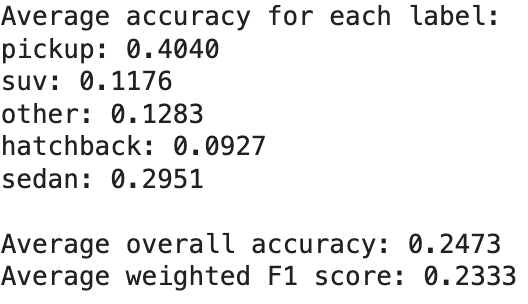 Average accuracy for each label:
pickup: 0.4040
suv: 0.1176
other: 0.1283
hatchback: 0.0927
sedan: 0.2951
Average overall accuracy: 0.2473
Average weighted F1 score: 0.2333